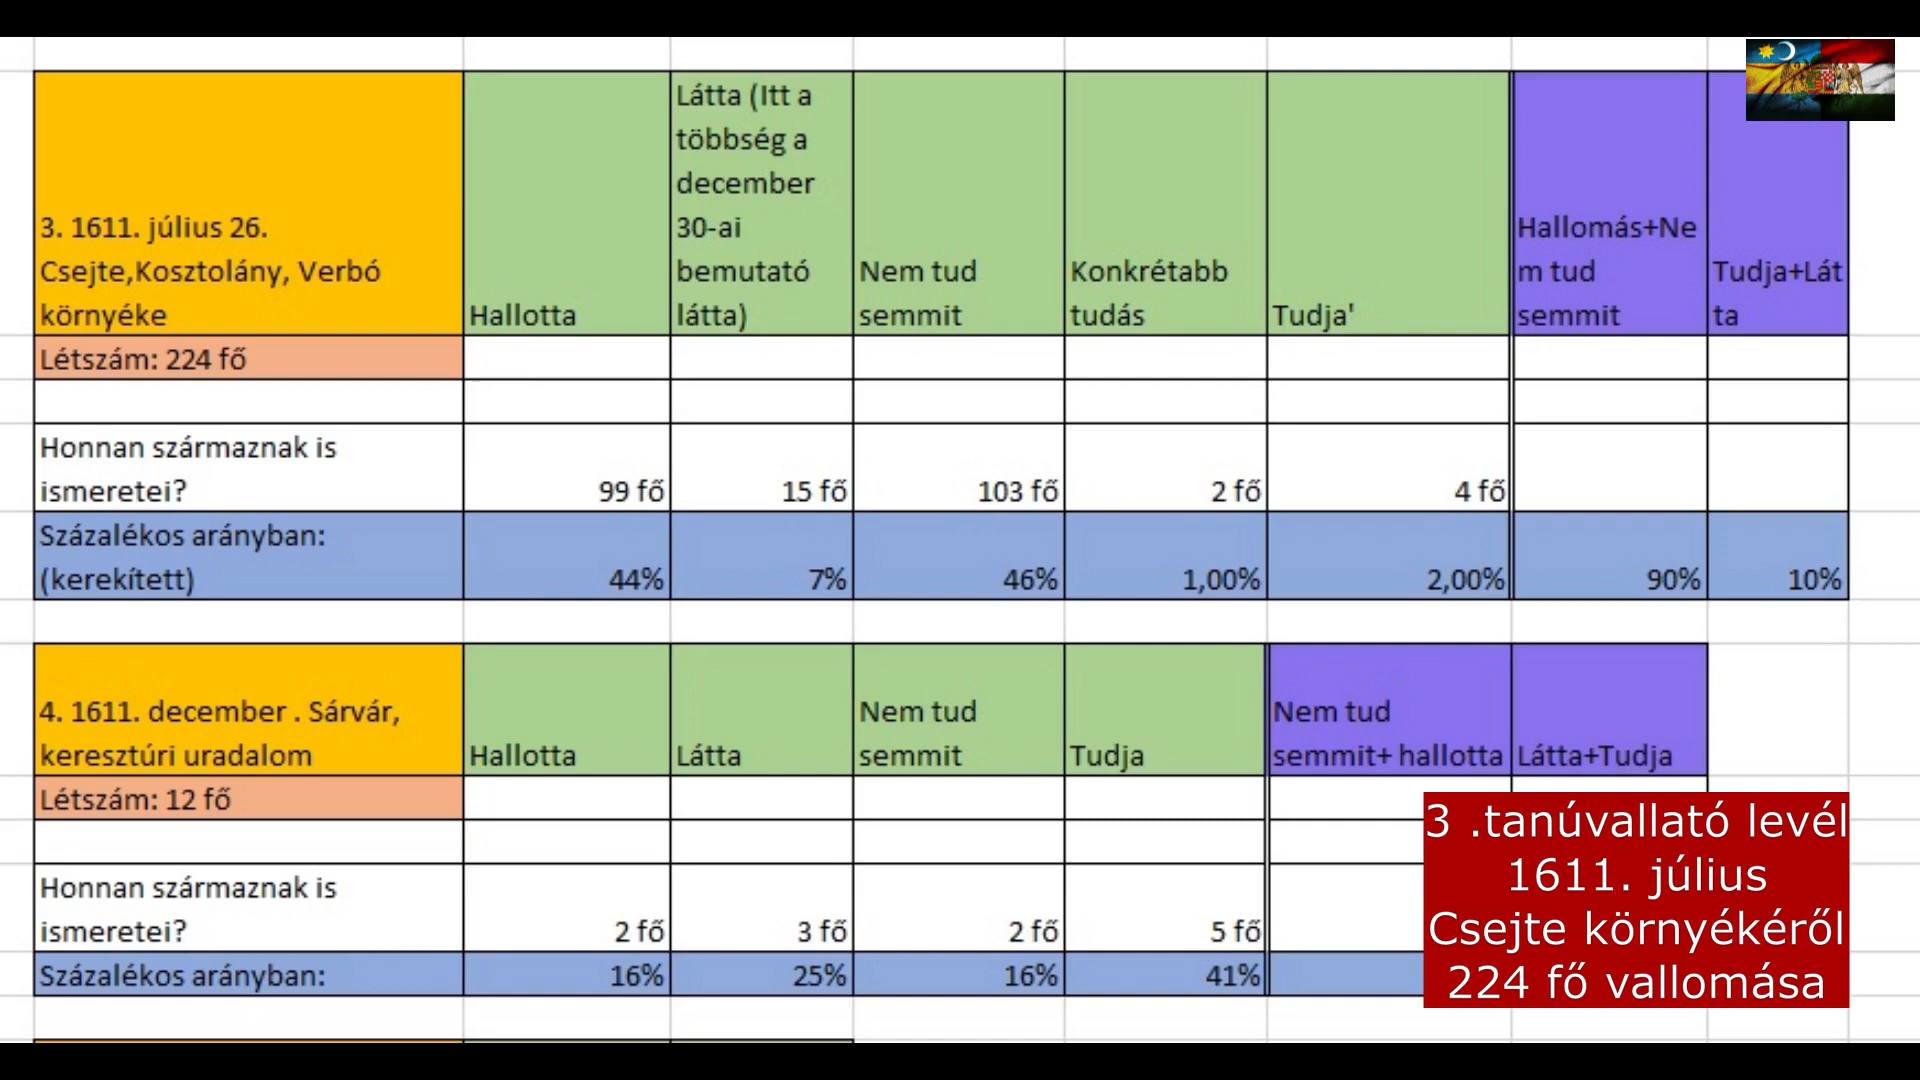 3. 1611. július 26.
Csejte,Kosztolány, Verbó
környéke
Hallotta
Látta (Itt a
többség a
december
30-ai
bemutató
látta)
Nem tud
semmit
Konkrétabb
tudás
Tudja'
Hallomás+Ne
m tud
semmit
Tudja+Lát
ta
Létszám: 224 fő
Honnan származnak is
ismeretei?
99 fő
15 fő
103 fő
2 fő
4 fő
Százalékos arányban:
(kerekített)
44%
7%
46%
1,00%
2,00%
90%
10%
4. 1611. december . Sárvár,
keresztúri uradalom
Hallotta
Látta
Nem tud
semmit
Tudja
Nem tud
semmit+ hallotta
Látta+Tudja
Létszám: 12 fő
Honnan származnak is
ismeretei?
2 fő
3 fő
2 fő
5 fő
Százalékos arányban:
16%
25%
16%
41%
3 .tanúvallató levél
1611. július
Csejte környékéről
224 fő vallomása